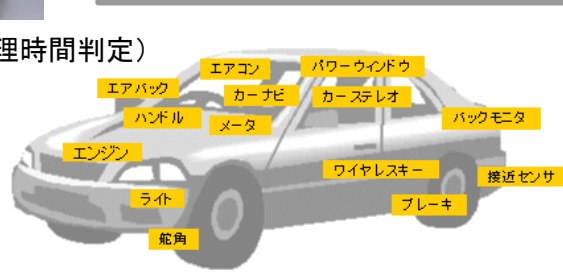 理時間判定）
エアコン
パワーウィンドウ
エアバック
カーナビ
カーステレオ
ハンドル
メータ
バックモニタ
エンジン
ワイヤレスキー
接近センサ
ライト
ブレーキ
舵角